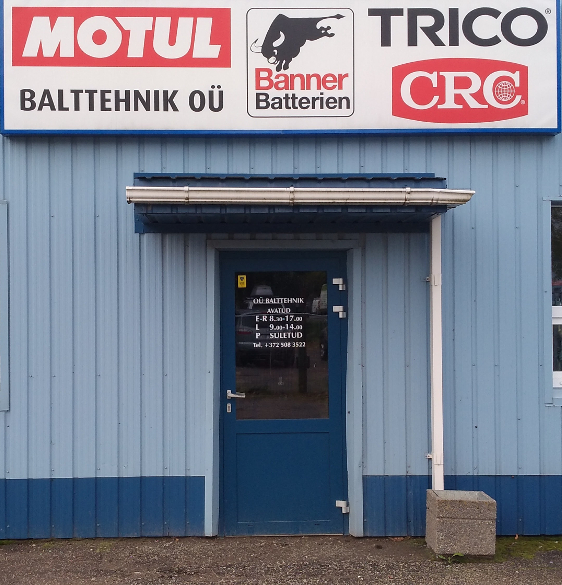 MOTUL
BALTTEHNIK OÜ
Banner
Batterien
TRICO®
CRC®
OÜ BALTTEHNIK
AVATUD
E-R 8.30-17.00
L 9.00-14.00
P SULETUD
Tel. +372 508 3522